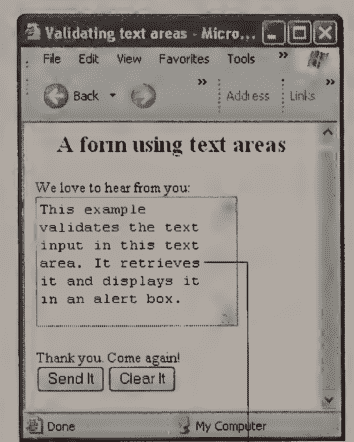 Validating text areas - Micro...
File Edit View Favorites Tools »
Back » Address Links »
A form using text areas
We love to hear from you:
This example
validates the text
input in this text
area. It retrieves
it and displays it
in an alert box.
Thank you. Come again!
Send It Clear It
Done My Computer